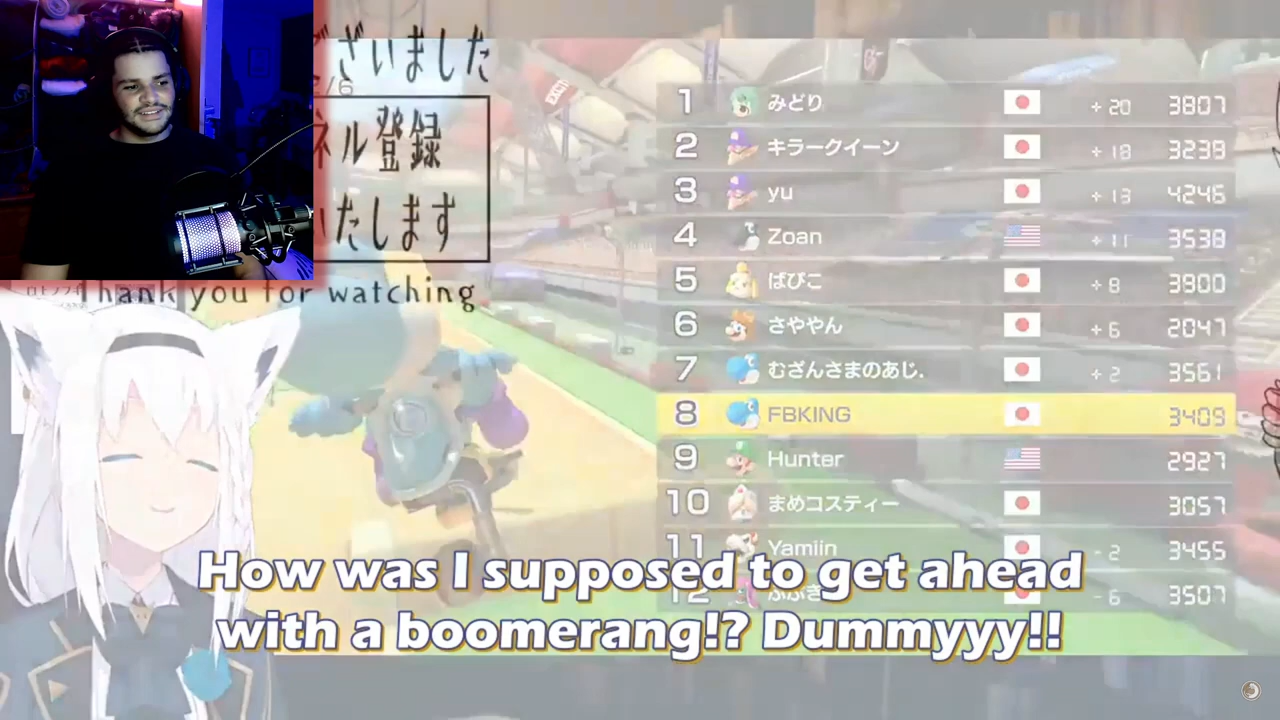 ざいました
2/6
ネル登録
いたします
Thank you for watching
1 みどり +20 3807
2 キラークイーン +18 3238
3 yu +13 4246
4 Zoan +11 3538
5 ばぴこ +8 3900
6 さややん +6 2047
7 むざんさまのあじ. +2 3561
8 FBKING 3409
9 Hunter 2927
10 まめコスティー 3057
11 Yamiin -2 3455
12 -6 3507
How was I supposed to get ahead
with a boomerang!? Dummyyy!!